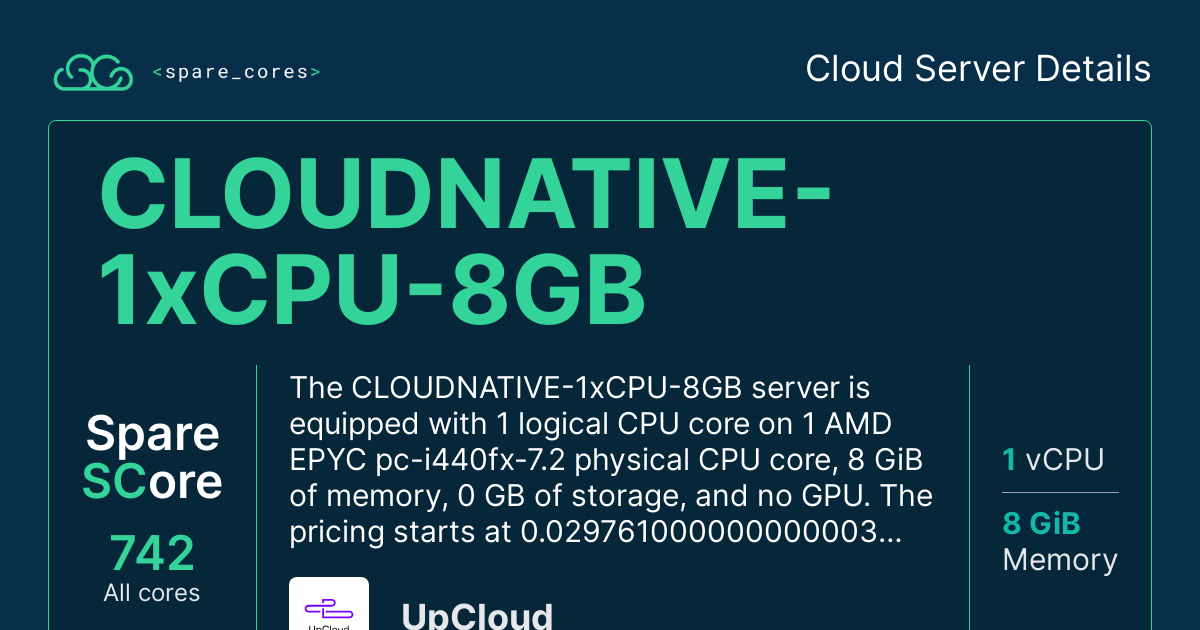 <spare_cores>
Cloud Server Details
CLOUDNATIVE-
1xCPU-8GB
Spare
SCore
742
All cores
The CLOUDNATIVE-1xCPU-8GB server is
equipped with 1 logical CPU core on 1 AMD
EPYC pc-i440fx-7.2 physical CPU core, 8 GiB
of memory, 0 GB of storage, and no GPU. The
pricing starts at 0.029761000000000003...
UpCloud
UpCloud
1 vCPU
8 GiB
Memory